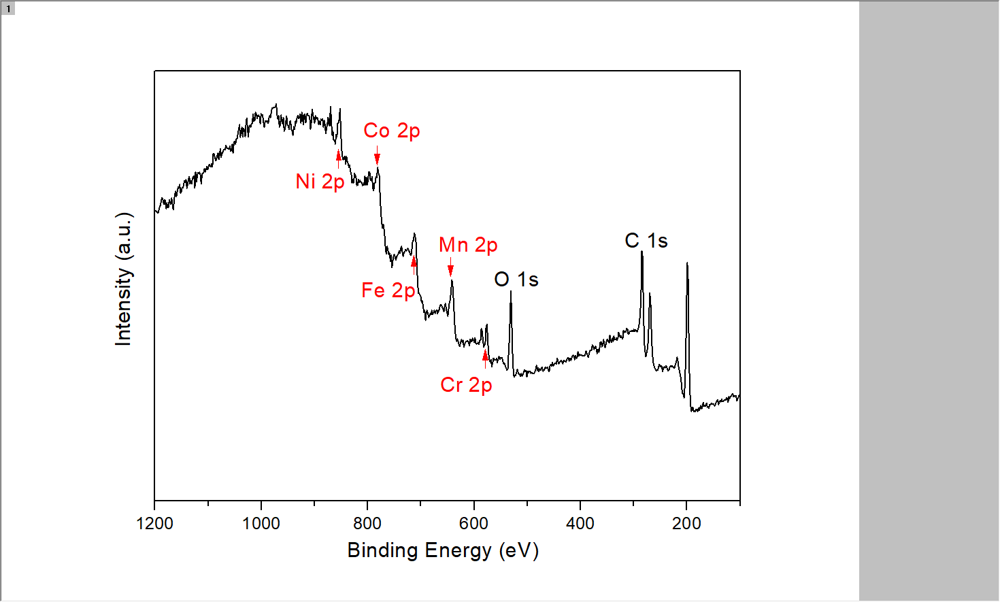 1
Co 2p
Ni 2p
C 1s
Mn 2p
O 1s
Fe 2p
Cr 2p
Intensity (a.u.)
1200 1000 800 600 400 200
Binding Energy (eV)